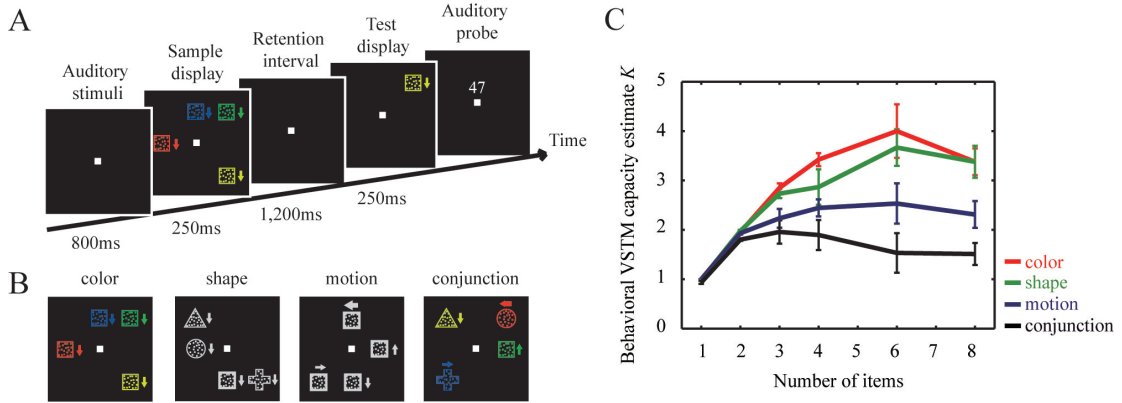 A
Auditory
stimuli
Sample
display
Retention
interval
Test
display
Auditory
probe
47
Time
800ms
250ms
1,200ms
250ms
B
color
shape
motion
conjunction
C
Behavioral VSTM capacity estimate K
5
4
3
2
1
0
1 2 3 4 5 6 7 8
Number of items
color
shape
motion
conjunction